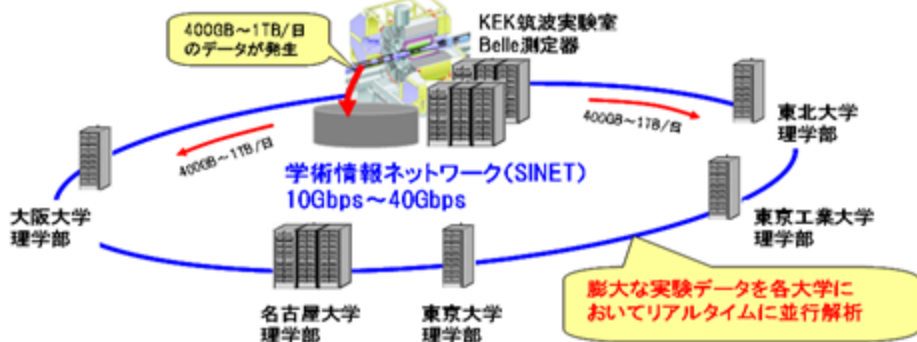 400GB～1TB/日
のデータが発生
KEK筑波実験室
Belle測定器
400GB～1TB/日
400GB～1TB/日
東北大学
理学部
学術情報ネットワーク(SINET)
10Gbps～40Gbps
大阪大学
理学部
東京工業大学
理学部
名古屋大学
理学部
東京大学
理学部
膨大な実験データを各大学に
おいてリアルタイムに並行解析